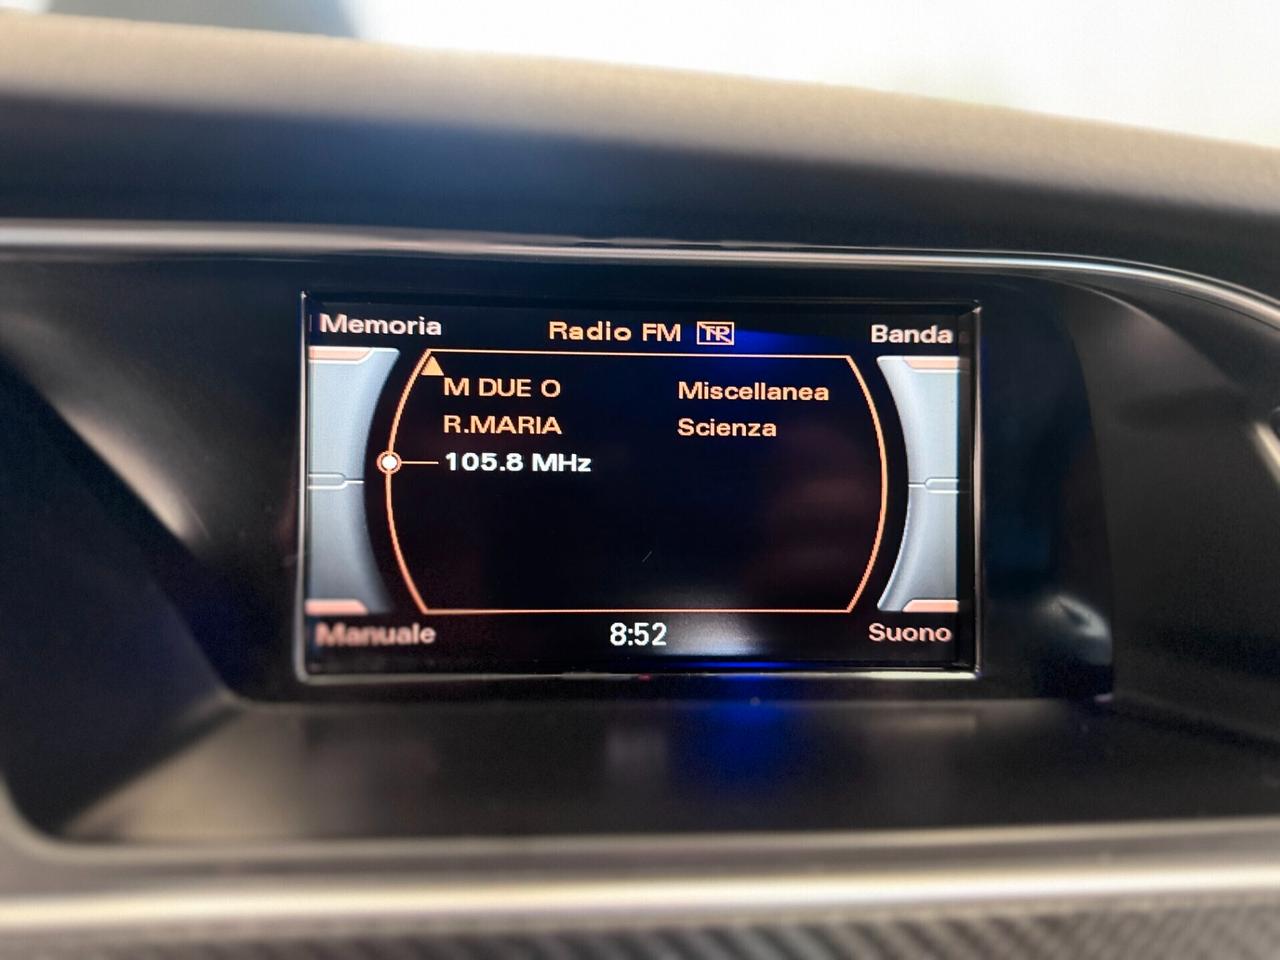 Memoria Radio FM TP Banda
M DUE O Miscellanea
R.MARIA Scienza
105.8 MHz
Manuale 8:52 Suono